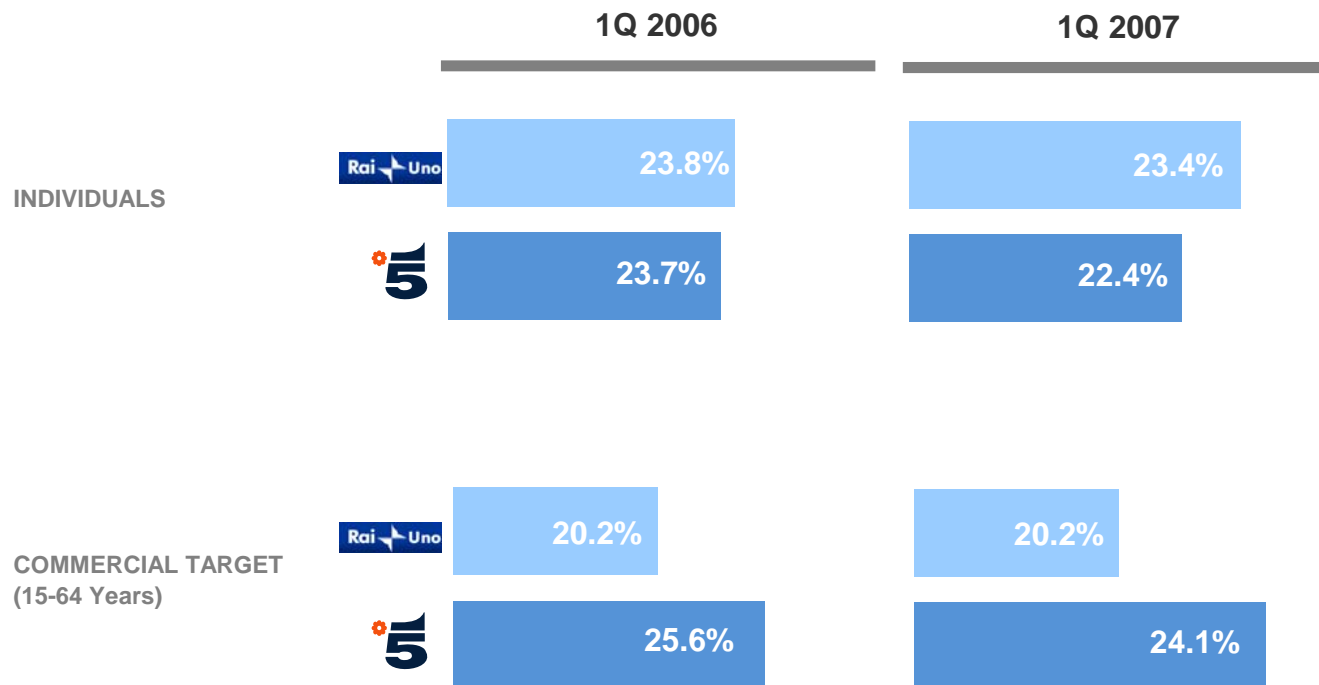 1Q 2006
1Q 2007
INDIVIDUALS
Rai Uno
23.8%
23.4%
5
23.7%
22.4%
COMMERCIAL TARGET
(15-64 Years)
Rai Uno
20.2%
20.2%
5
25.6%
24.1%